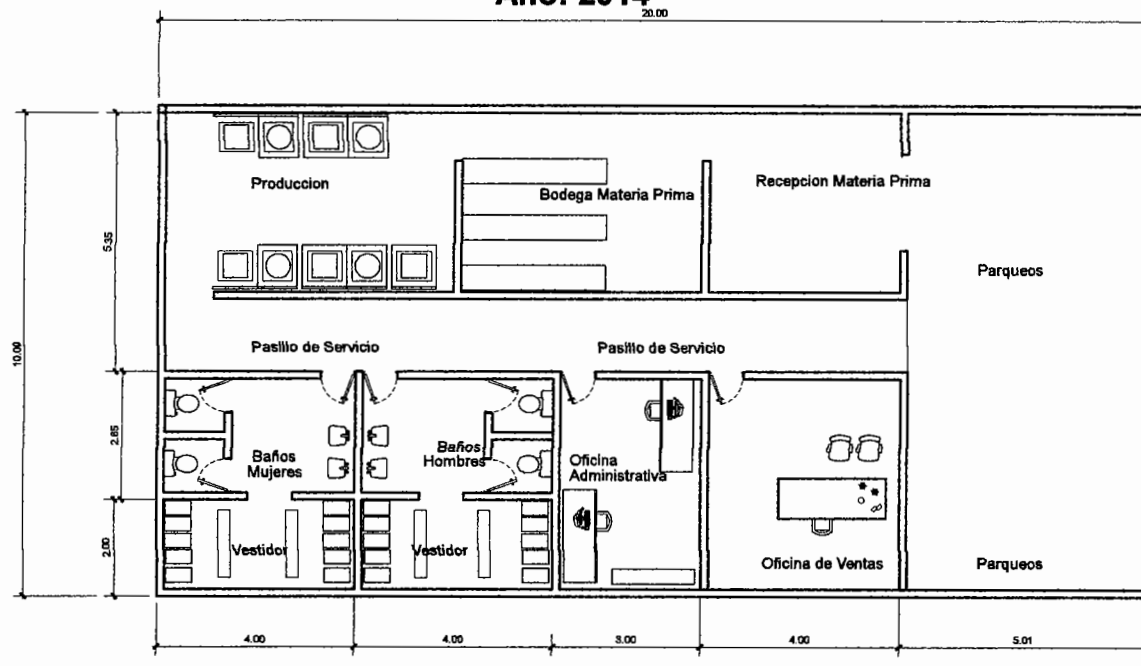 Año: 2014
20.00
Produccion
Bodega Materia Prima
Recepcion Materia Prima
5.35
Parqueos
10.00
Pasillo de Servicio
Pasillo de Servicio
2.65
Baños
Mujeres
Baños
Hombres
Oficina
Administrativa
2.00
Vestidor
Vestidor
Oficina de Ventas
Parqueos
4.00
4.00
3.00
4.00
5.01